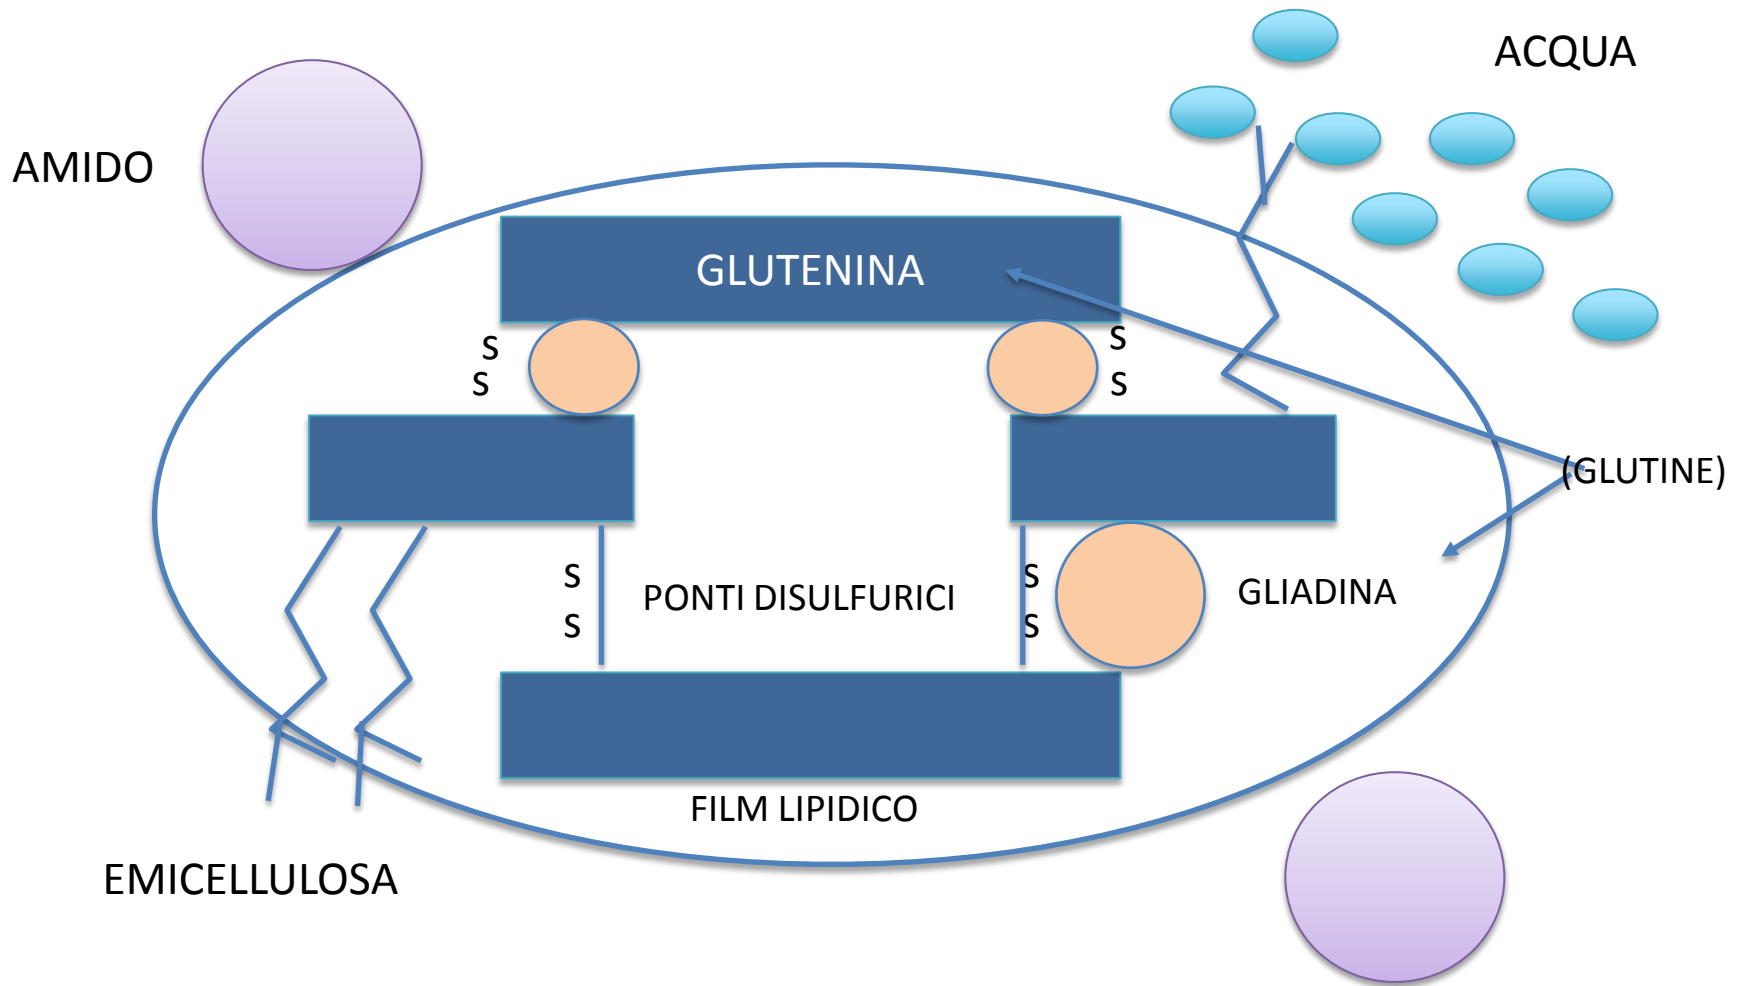 ACQUA
AMIDO
GLUTENINA
S
S
S
S
(GLUTINE)
S
S
PONTI DISULFURICI
S
S
GLIADINA
FILM LIPIDICO
EMICELLULOSA